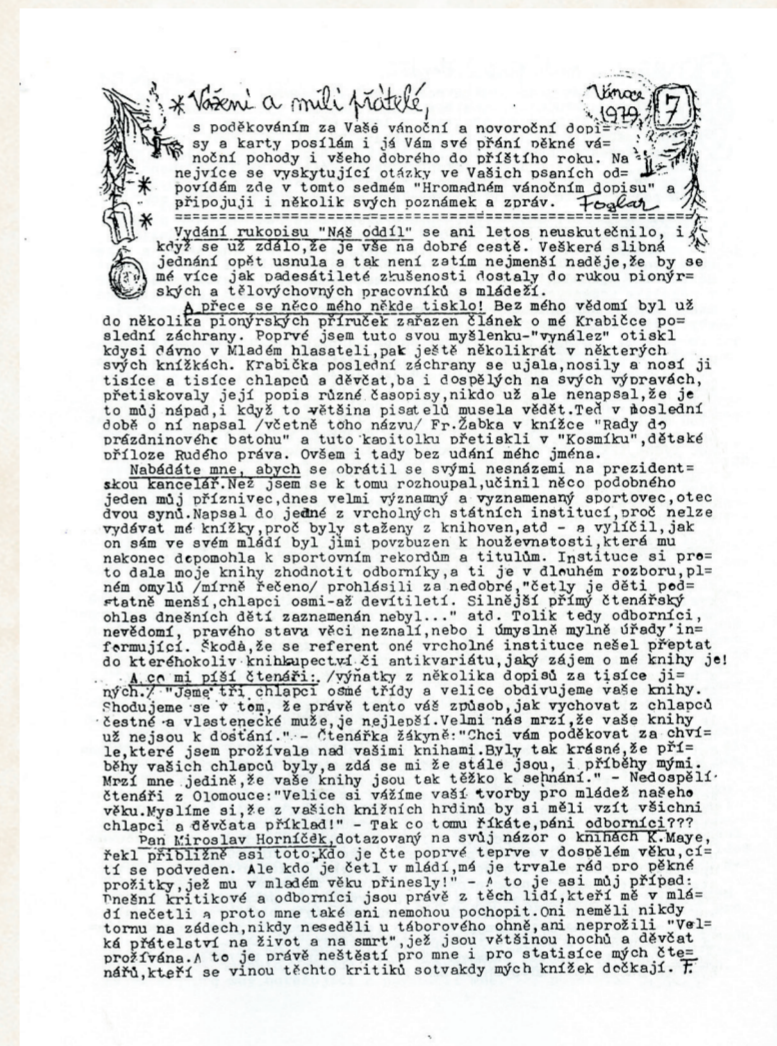 *Vážení a milí přátelé,
Vánoce
1979
7
s poděkováním za Vaše vánoční a novoroční dopi=
sy a karty posílám i já Vám své přání pěkné vá=
noční pohody i všeho dobrého do příštího roku. Na
nejvíce se vyskytující otázky ve Vašich psaních od=
povídám zde v tomto sedmém "Hromadném vánočním dopisu" a
připojuji i několik svých poznámek a zpráv. Foglar
Vydání rukopisu "Náš oddíl" se ani letos neuskutečnilo, i
když se už zdálo,že je vše na dobré cestě. Veškerá slibná
jednání opět usnula a tak není zatím nejmenší naděje,že by se
mé více jak padesátileté zkušenosti dostaly do rukou pionýr=
ských a tělovýchovných pracovníků s mládeží.
A přece se něco mého někde tisklo! Bez mého vědomí byl už
do několika pionýrských příruček zařazen článek o mé Krabičce po=
slední záchrany. Poprvé jsem tuto svou myšlenku-"vynález" otiskl
kdysi dávno v Mladém hlasateli,pak ještě několikrát v některých
svých knížkách. Krabička poslední záchrany se ujala,nosily a nosí ji
tisíce a tisíce chlapců a děvčat,ba i dospělých na svých výpravách,
přetiskovaly její popis různé časopisy,nikdo už ale nenapsal,že je
to můj nápad,i když to většina pisatelů musela vědět.Teď v poslední
době o ní napsal /včetně toho názvu/ Fr.Žabka v knížce "Rady do
prázdninového batohu" a tuto kapitolku přetiskli v "Kosmíku",dětské
příloze Rudého práva. Ovšem i tady bez udání mého jména.
Nabádáte mne, abych se obrátil se svými nesnázemi na prezident=
skou kancelář.Než jsem se k tomu rozhoupal,učinil něco podobného
jeden můj příznivec,dnes velmi významný a vyznamenaný sportovec,otec
dvou synů.Napsal do jedné z vrcholných státních institucí,proč nelze
vydávat mé knížky,proč byly staženy z knihoven,atd - a vylíčil,jak
on sám ve svém mládí byl jimi povzbuzen k houževnatosti,která mu
nakonec dopomohla k sportovním rekordům a titulům. Instituce si pro=
to dala moje knihy zhodnotit odborníky,a ti je v dlouhém rozboru,pl=
ném omylů /mírně řečeno/ prohlásili za nedobré,"četly je děti pod=
statně menší,chlapci osmi-až devítiletí. Silnější přímý čtenářský
ohlas dnešních dětí zaznamenán nebyl..." atd. Tolik tedy odborníci,
nevědomí, pravého stavu věci neznalí,nebo i úmyslně mylně úřady in=
formující. Škoda,že se referent oné vrcholné instituce nešel přeptat
do kteréhokoliv knihkupectví či antikvariátu,jaký zájem o mé knihy je!
A co mi píší čtenáři: /výňatky z několika dopisů za tisíce ji=
ných./ "Jsme tři chlapci osmé třídy a velice obdivujeme vaše knihy.
Shodujeme se v tom, že právě tento váš způsob,jak vychovat z chlapců
čestné a vlastenecké muže,je nejlepší.Velmi nás mrzí,že vaše knihy
už nejsou k dostání." - Čtenářka žákyně:"Chci vám poděkovat za chví=
le,které jsem prožívala nad vašimi knihami.Byly tak krásné,že pří=
běhy vašich chlapců byly,a zdá se mi že stále jsou, i příběhy mými.
Mrzí mne jedině,že vaše knihy jsou tak těžko k sehnání." - Nedospělí
čtenáři z Olomouce:"Velice si vážíme vaší tvorby pro mládež našeho
věku.Myslíme si,že z vašich knižních hrdinů by si měli vzít všichni
chlapci a děvčata příklad!" - Tak co tomu říkáte,páni odborníci???
Pan Miroslav Horníček,dotazovaný na svůj názor o knihách K.Maye,
řekl přibližně asi toto:Kdo je čte poprvé teprve v dospělém věku,cí=
tí se podveden. Ale kdo je četl v mládí,má je trvale rád pro pěkné
prožitky,jež mu v mladém věku přinesly!" - A to je asi můj případ:
Dnešní kritikové a odborníci jsou právě z těch lidí,kteří mě v mlá=
dí nečetli a proto mne také ani nemohou pochopit.Oni neměli nikdy
tornu na zádech,nikdy neseděli u táborového ohně,ani neprožili "Vel=
ká přátelství na život a na smrt",jež jsou většinou hochů a děvčat
prožívána.A to je právě neštěstí pro mne i pro statisíce mých čte=
nářů,kteří se vinou těchto kritiků sotvakdy mých knížek dočkají. F.